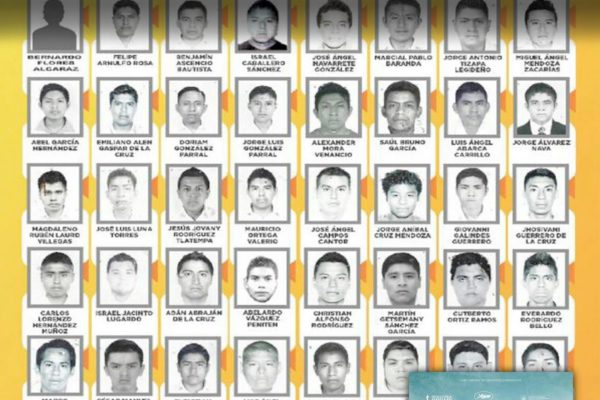 BERNARDO
FLORES
ALCARAZ
FELIPE
ARNULFO ROSA
BENJAMÍN
ASCENCIO
BAUTISTA
ISRAEL
CABALLERO
SÁNCHEZ
JOSÉ ÁNGEL
NAVARRETE
GONZÁLEZ
MARCIAL PABLO
BARANDA
JORGE ANTONIO
TIZAPA
LEGIDEÑO
MIGUEL ÁNGEL
MENDOZA
ZACARÍAS
ABEL GARCÍA
HERNÁNDEZ
EMILIANO ALEN
GASPAR DE LA
CRUZ
DORIAM
GONZÁLEZ
PARRAL
JORGE LUIS
GONZÁLEZ
PARRAL
ALEXANDER
MORA
VENANCIO
SAÚL BRUNO
GARCÍA
LUIS ÁNGEL
ABARCA
CARRILLO
JORGE ÁLVAREZ
NAVA
MAGDALENO
RUBÉN LAURO
VILLEGAS
JOSÉ LUIS LUNA
TORRES
JESÚS JOVANY
RODRÍGUEZ
TLATEMPA
MAURICIO
ORTEGA
VALERIO
JOSÉ ÁNGEL
CAMPOS
CANTOR
JORGE ANÍBAL
CRUZ MENDOZA
GIOVANNI
GALINDES
GUERRERO
JHOSIVANI
GUERRERO DE
LA CRUZ
CARLOS
LORENZO
HERNÁNDEZ
MUÑOZ
ISRAEL JACINTO
LUGARDO
ADÁN ABRAJÁN
DE LA CRUZ
ABELARDO
VÁZQUEZ
PENITEN
CHRISTIAN
ALFONSO
RODRÍGUEZ
MARTÍN
GETSEMANY
SÁNCHEZ
GARCÍA
CUTBERTO
ORTIZ RAMOS
EVERARDO
RODRÍGUEZ
BELLO